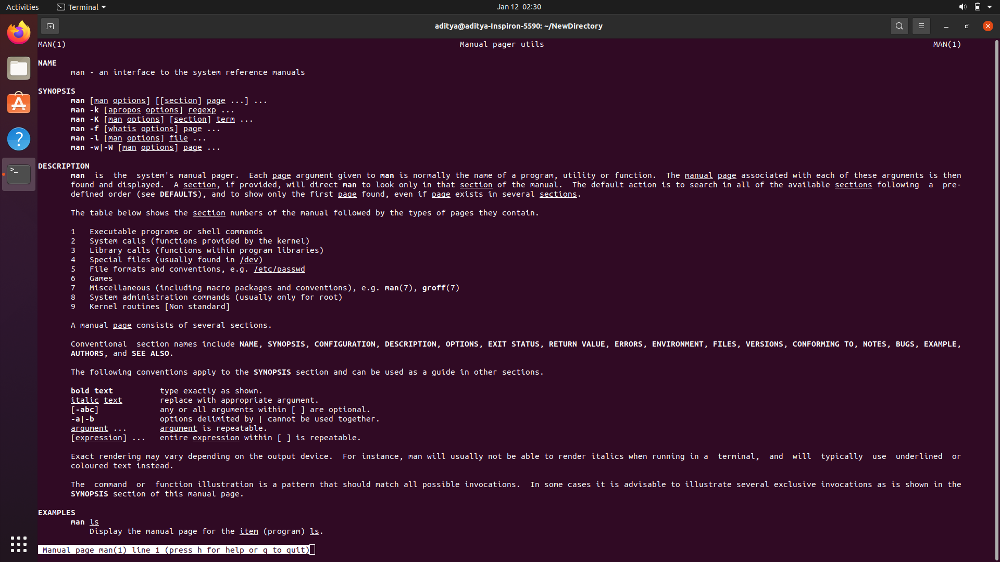 Activities Terminal Jan 12 02:30
aditya@aditya-Inspiron-5590: ~/NewDirectory
MAN(1) Manual pager utils MAN(1)
NAME
man - an interface to the system reference manuals
SYNOPSIS
man [man options] [[section] page ...] ...
man -k [apropos options] regexp ...
man -K [man options] [section] term ...
man -f [whatis options] page ...
man -l [man options] file ...
man -w|-W [man options] page ...
DESCRIPTION
man is the system's manual pager. Each page argument given to man is normally the name of a program, utility or function. The manual page associated with each of these arguments is then
found and displayed. A section, if provided, will direct man to look only in that section of the manual. The default action is to search in all of the available sections following a pre-
defined order (see DEFAULTS), and to show only the first page found, even if page exists in several sections.
The table below shows the section numbers of the manual followed by the types of pages they contain.
1 Executable programs or shell commands
2 System calls (functions provided by the kernel)
3 Library calls (functions within program libraries)
4 Special files (usually found in /dev)
5 File formats and conventions, e.g. /etc/passwd
6 Games
7 Miscellaneous (including macro packages and conventions), e.g. man(7), groff(7)
8 System administration commands (usually only for root)
9 Kernel routines [Non standard]
A manual page consists of several sections.
Conventional section names include NAME, SYNOPSIS, CONFIGURATION, DESCRIPTION, OPTIONS, EXIT STATUS, RETURN VALUE, ERRORS, ENVIRONMENT, FILES, VERSIONS, CONFORMING TO, NOTES, BUGS, EXAMPLE,
AUTHORS, and SEE ALSO.
The following conventions apply to the SYNOPSIS section and can be used as a guide in other sections.
bold text type exactly as shown.
italic text replace with appropriate argument.
[-abc] any or all arguments within [ ] are optional.
-a|-b options delimited by | cannot be used together.
argument ... argument is repeatable.
[expression] ... entire expression within [ ] is repeatable.
Exact rendering may vary depending on the output device. For instance, man will usually not be able to render italics when running in a terminal, and will typically use underlined or
coloured text instead.
The command or function illustration is a pattern that should match all possible invocations. In some cases it is advisable to illustrate several exclusive invocations as is shown in the
SYNOPSIS section of this manual page.
EXAMPLES
man ls
Display the manual page for the item (program) ls.
Manual page man(1) line 1 (press h for help or q to quit)